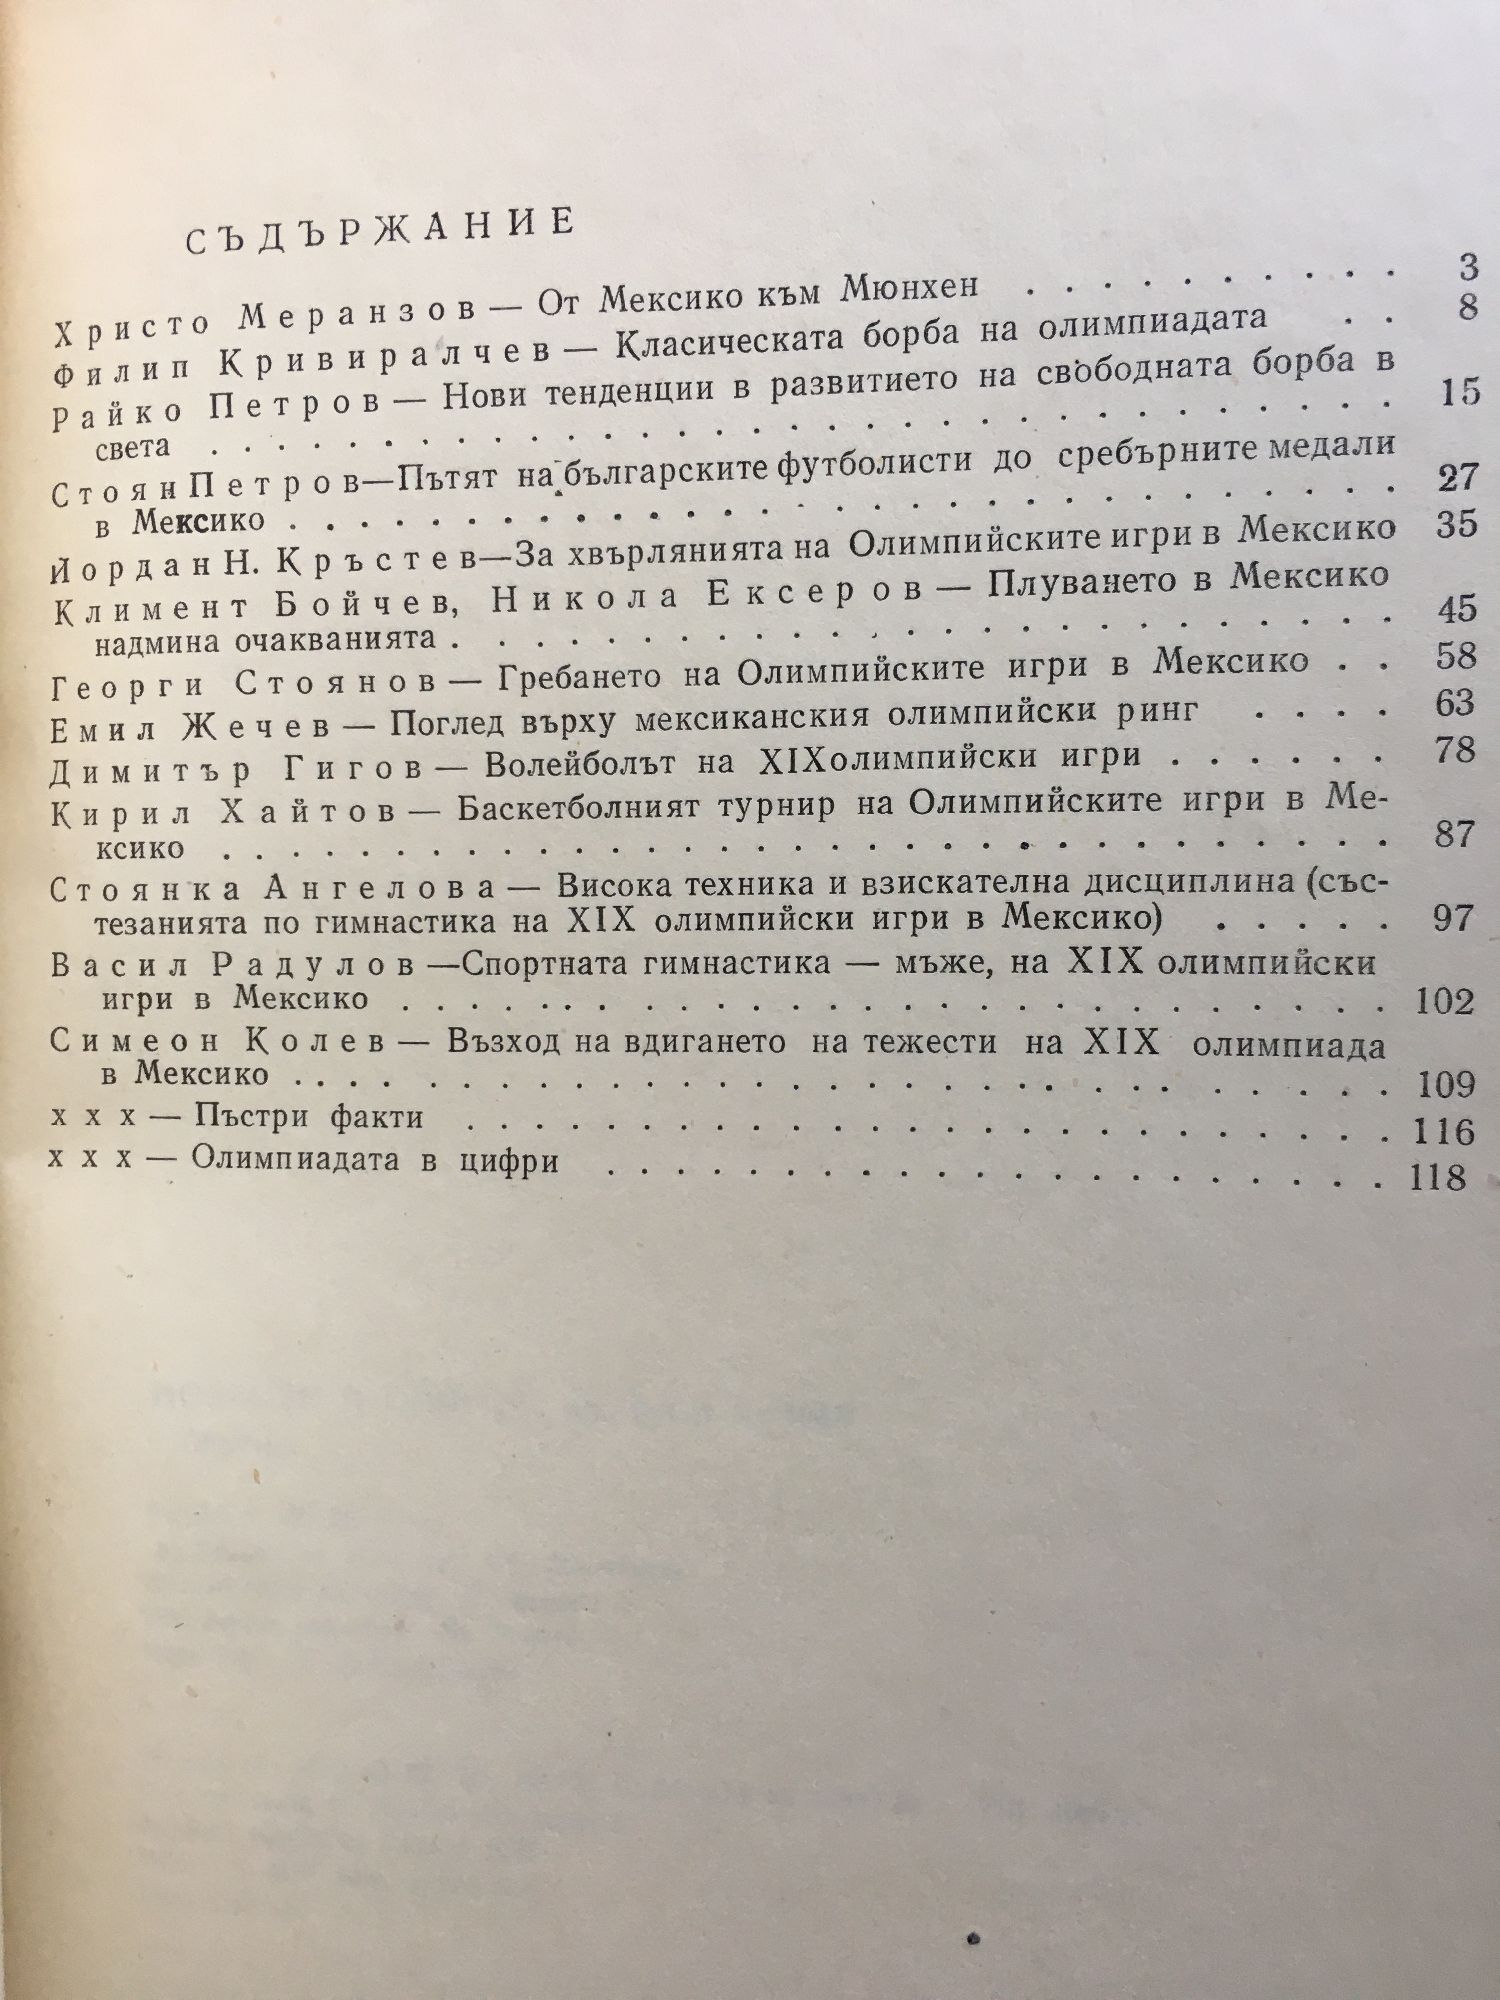 СЪДЪРЖАНИЕ
Христо Меранзов — От Мексико към Мюнхен . . . . . . . . . . 3
Филип Кривиралчев — Класическата борба на олимпиадата . . 8
Райко Петров — Нови тенденции в развитието на свободната борба в
света . . . . . . . . . . . . . . . . . . . . . . . . . . . 15
Стоян Петров — Пътят на българските футболисти до сребърните медали
в Мексико . . . . . . . . . . . . . . . . . . . . . . . . . 27
Йордан Н. Кръстев — За хвърлянията на Олимпийските игри в Мексико 35
Климент Бойчев, Никола Ексеров — Плуването в Мексико
надмина очакванията . . . . . . . . . . . . . . . . . . . . . 45
Георги Стоянов — Гребането на Олимпийските игри в Мексико . . 58
Емил Жечев — Поглед върху мексиканския олимпийски ринг . . . . 63
Димитър Гигов — Волейболът на XIX олимпийски игри . . . . . . 78
Кирил Хайтов — Баскетболният турнир на Олимпийските игри в Ме-
ксико . . . . . . . . . . . . . . . . . . . . . . . . . . . 87
Стоянка Ангелова — Висока техника и взискателна дисциплина (със-
тезанията по гимнастика на XIX олимпийски игри в Мексико) . . . . . 97
Васил Радулов — Спортната гимнастика — мъже, на XIX олимпийски
игри в Мексико . . . . . . . . . . . . . . . . . . . . . . . 102
Симеон Колев — Възход на вдигането на тежести на XIX олимпиада
в Мексико . . . . . . . . . . . . . . . . . . . . . . . . . 109
х х х — Пъстри факти . . . . . . . . . . . . . . . . . . . . . 116
х х х — Олимпиадата в цифри . . . . . . . . . . . . . . . . . . 118